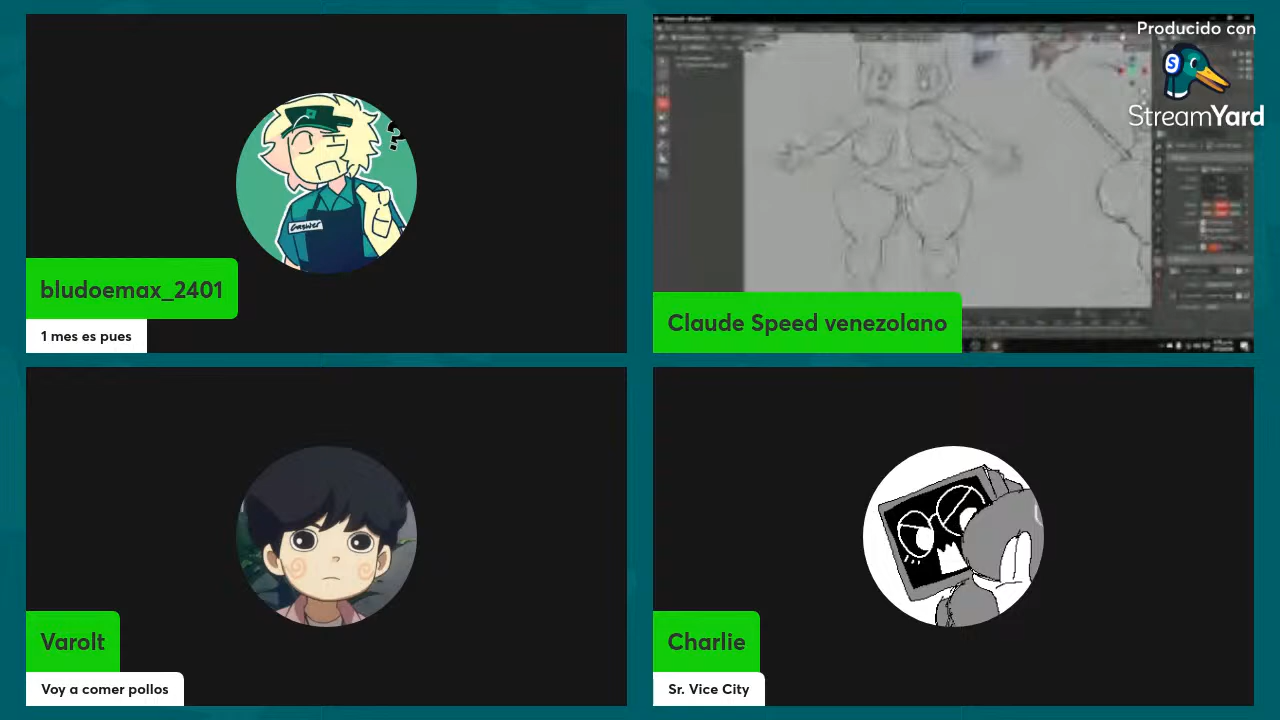 Producido con
StreamYard
?
Gaswer
bludoemax_2401
1 mes es pues
Claude Speed venezolano
Varolt
Voy a comer pollos
Charlie
Sr. Vice City